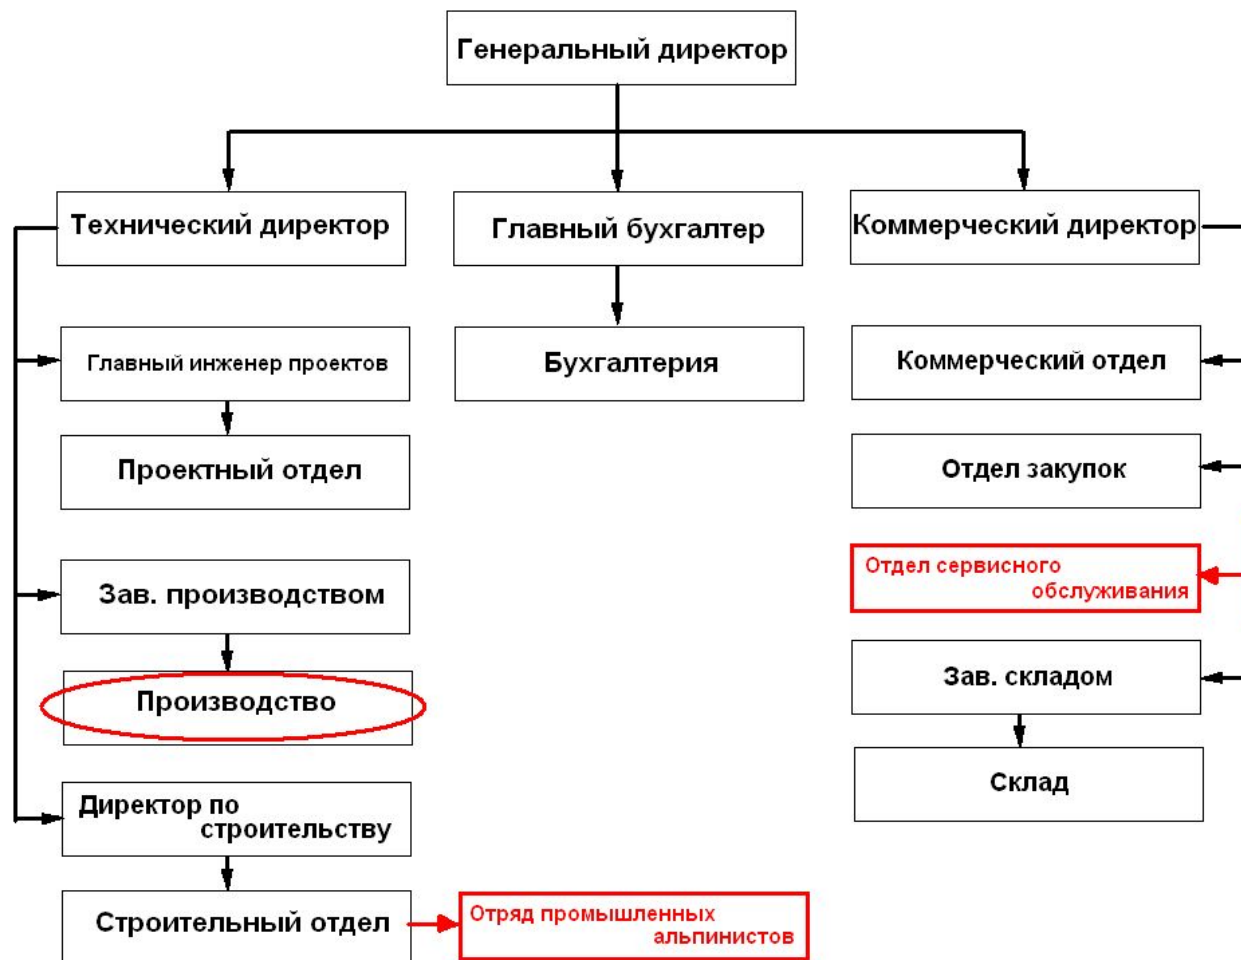 Генеральный директор
Технический директор
Главный бухгалтер
Коммерческий директор
Главный инженер проектов
Бухгалтерия
Коммерческий отдел
Проектный отдел
Отдел закупок
Зав. производством
Отдел сервисного
обслуживания
Производство
Зав. складом
Склад
Директор по
строительству
Строительный отдел
Отряд промышленных
альпинистов